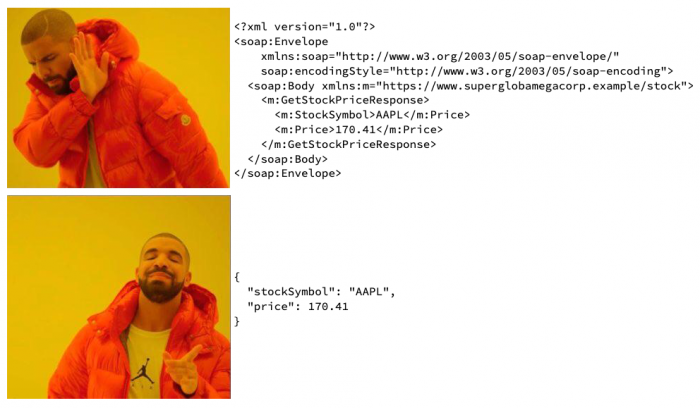 <?xml version="1.0"?>
<soap:Envelope
    xmlns:soap="http://www.w3.org/2003/05/soap-envelope/"
    soap:encodingStyle="http://www.w3.org/2003/05/soap-encoding">
  <soap:Body xmlns:m="https://www.superglobamegacorp.example/stock">
    <m:GetStockPriceResponse>
      <m:StockSymbol>AAPL</m:Price>
      <m:Price>170.41</m:Price>
    </m:GetStockPriceResponse>
  </soap:Body>
</soap:Envelope>
{
  "stockSymbol": "AAPL",
  "price": 170.41
}